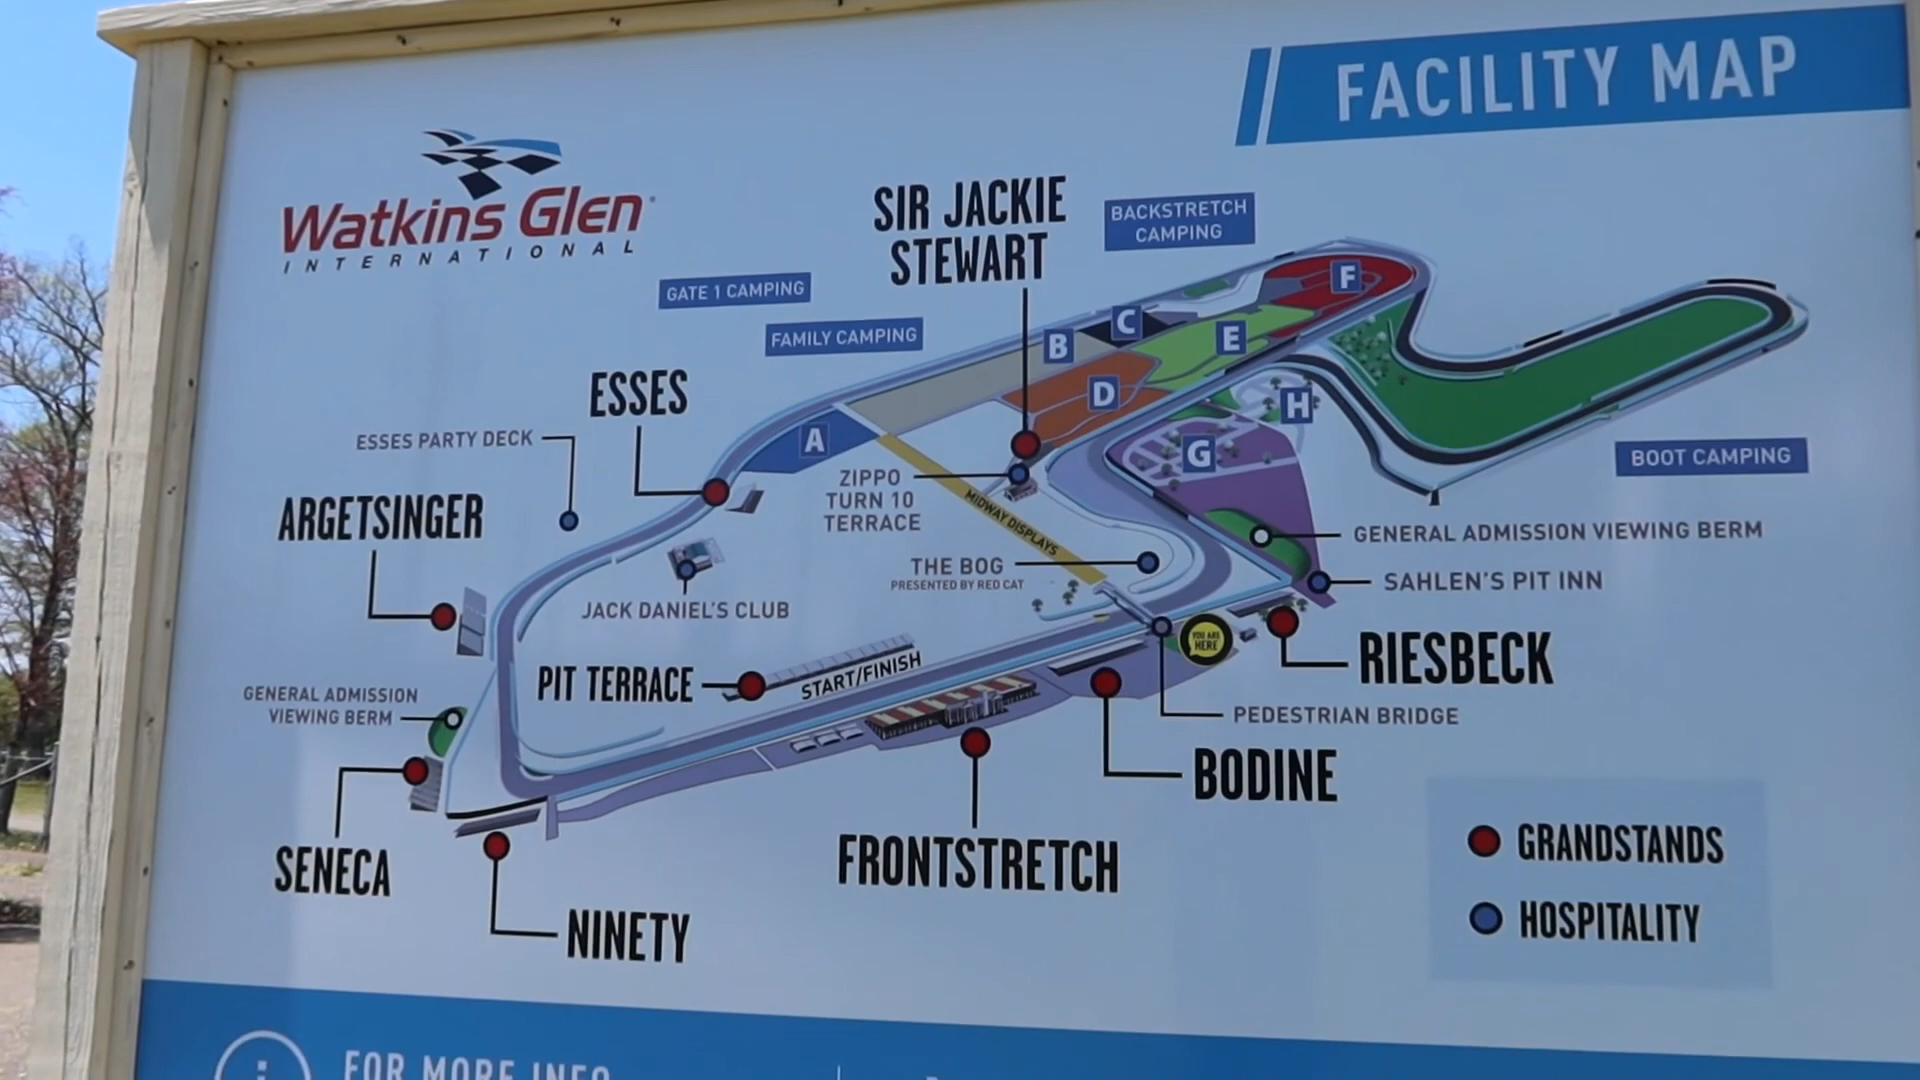 FACILITY MAP
Watkins Glen
INTERNATIONAL
SIR JACKIE
STEWART
BACKSTRETCH
CAMPING
GATE 1 CAMPING
FAMILY CAMPING
F
C
B
E
D
H
A
G
ESSES
ESSES PARTY DECK
BOOT CAMPING
ZIPPO
TURN 10
TERRACE
MIDWAY DISPLAYS
ARGETSINGER
GENERAL ADMISSION VIEWING BERM
THE BOG
PRESENTED BY RED CAT
SAHLEN'S PIT INN
JACK DANIEL'S CLUB
YOU ARE
HERE
RIESBECK
PIT TERRACE
START/FINISH
GENERAL ADMISSION
VIEWING BERM
PEDESTRIAN BRIDGE
BODINE
SENECA
FRONTSTRETCH
NINETY
GRANDSTANDS
HOSPITALITY
i
FOR MORE INFO